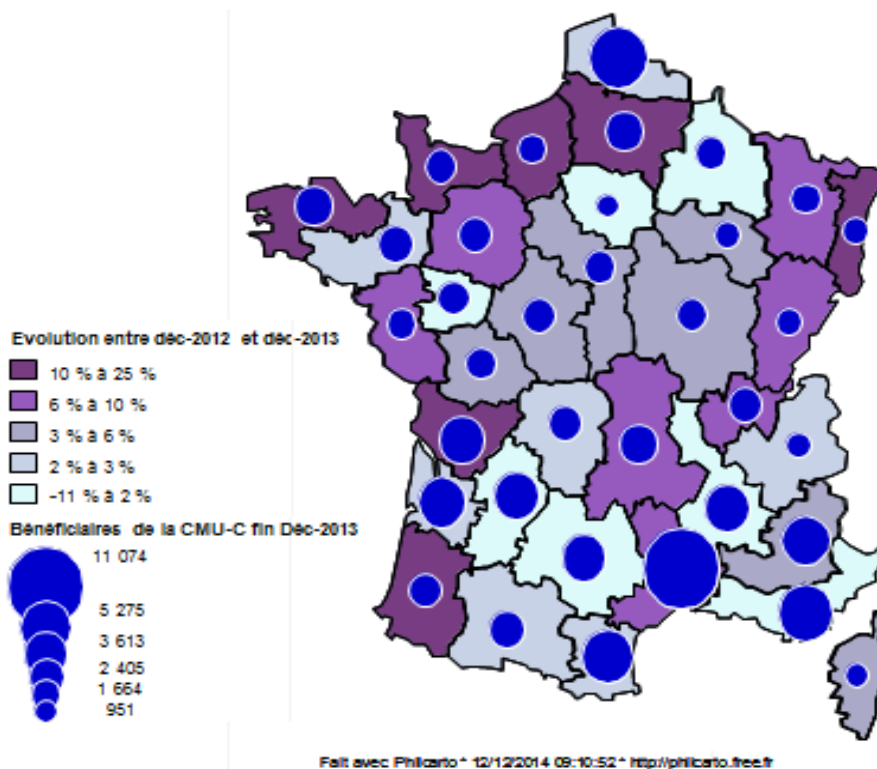 Evolution entre déc-2012 et déc-2013
10 % à 25 %
6 % à 10 %
3 % à 6 %
2 % à 3 %
-11 % à 2 %
Bénéficiaires de la CMU-C fin Déc-2013
11 074
5 275
3 613
2 405
1 664
951
Fait avec Philcarto * 12/12/2014 09:10:52 * http://philcarto.free.fr